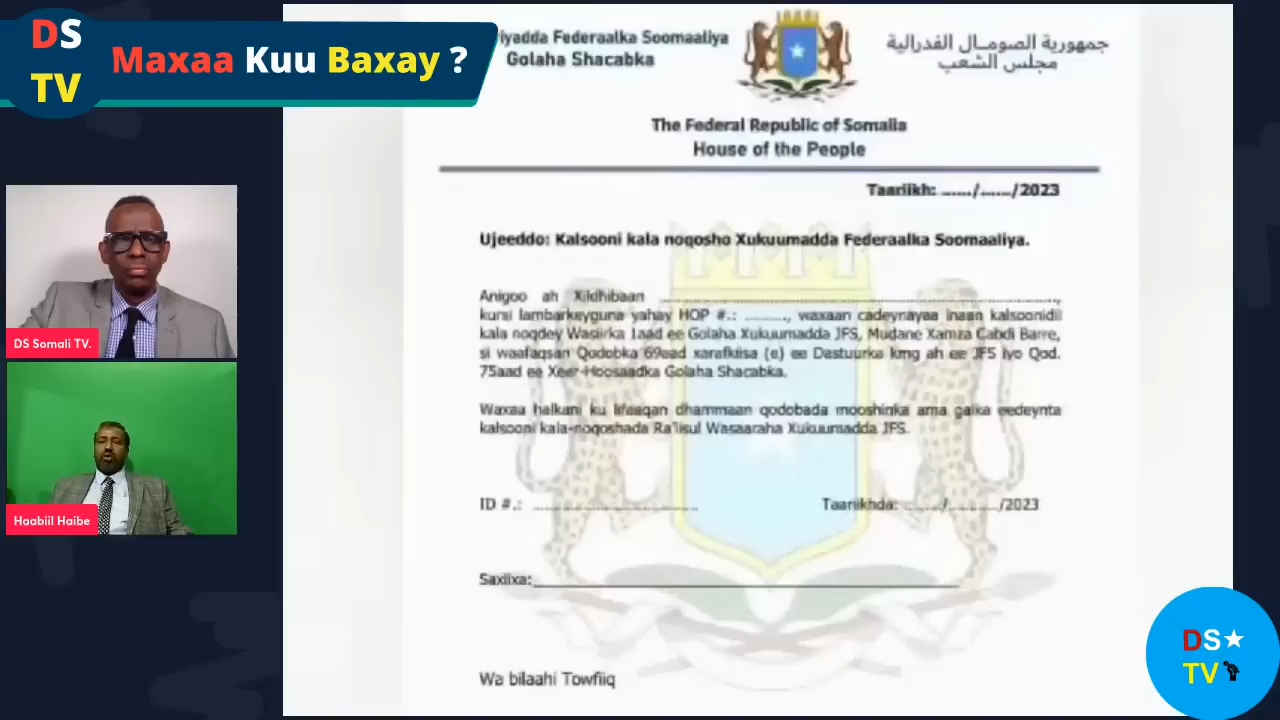 DS
TV
Maxaa Kuu Baxay ?
Federaalka Soomaaliya
Golaha Shacabka
جمهورية الصومال الفدرالية
مجلس الشعب
The Federal Republic of Somalia
House of the People
Taariikh: ....../....../2023
Ujeeddo: Kalsooni kala noqosho Xukuumadda Federaalka Soomaaliya.
Anigoo ah Xildhibaan ........................................................................,
kursi lambarkeyguna yahay HOP #.: .........., waxaan cadeynayaa inaan kalsoonidii
kala noqdey Wasiirka 1aad ee Golaha Xukuumadda JFS, Mudane Xamza Cabdi Barre,
si waafaqsan Qodobka 69aad xarafkiisa (e) ee Dastuurka kmg ah ee JFS iyo Qod.
75aad ee Xeer-Hoosaadka Golaha Shacabka.
Waxaa halkani ku lifaaqan dhammaan qodobada mooshinka ama galka eedeynta
kalsooni kala-noqoshada Ra'iisul Wasaaraha Xukuumadda JFS.
ID #.: ..............................
Taariikhda: ......../........./2023
Saxiixa:______________________________
Wa bilaahi Towfiiq
DS Somali TV.
Haabiil Haibe
DS
TV